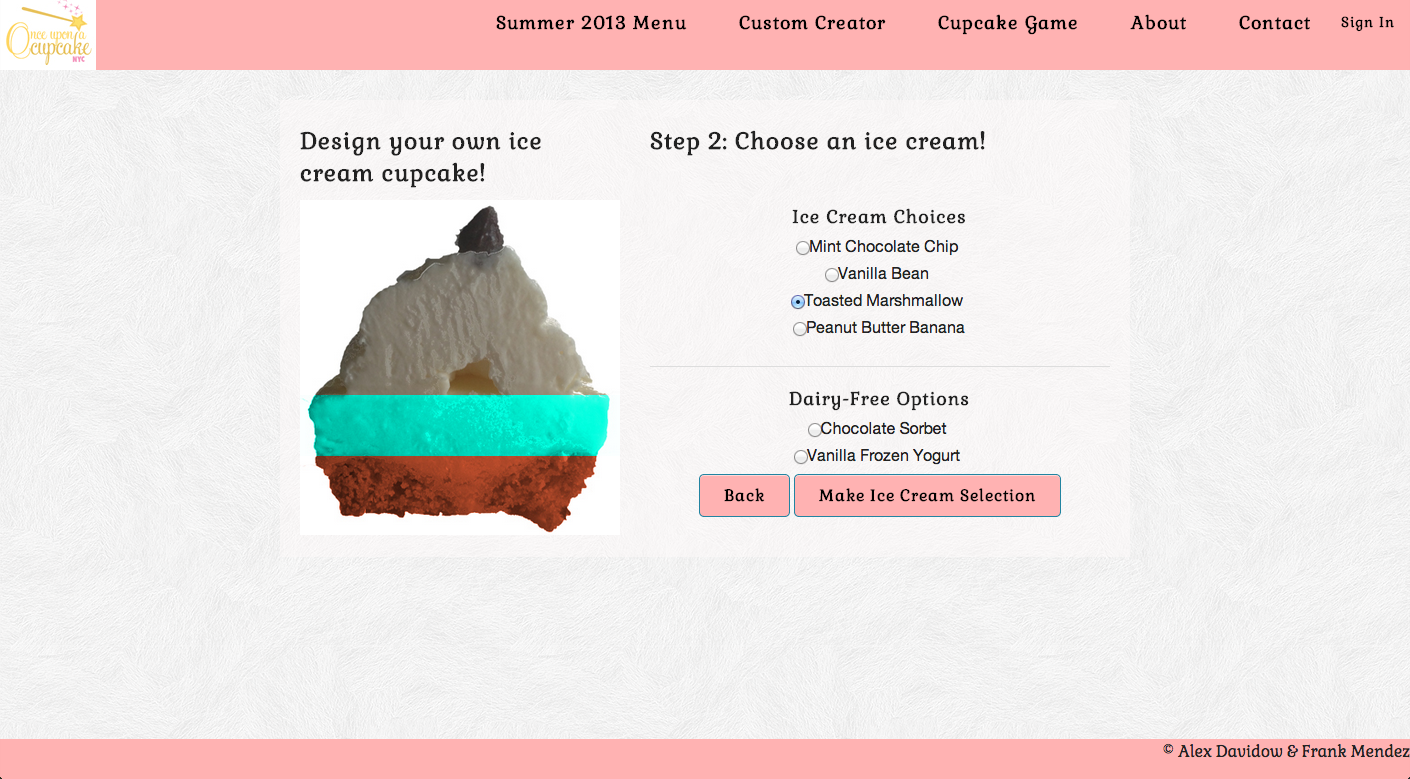 Once upon a
Cupcake
NYC
Summer 2013 Menu Custom Creator Cupcake Game About Contact Sign In
Design your own ice
cream cupcake!
Step 2: Choose an ice cream!
Ice Cream Choices
Mint Chocolate Chip
Vanilla Bean
Toasted Marshmallow
Peanut Butter Banana
Dairy-Free Options
Chocolate Sorbet
Vanilla Frozen Yogurt
Back Make Ice Cream Selection
© Alex Davidow & Frank Mendez